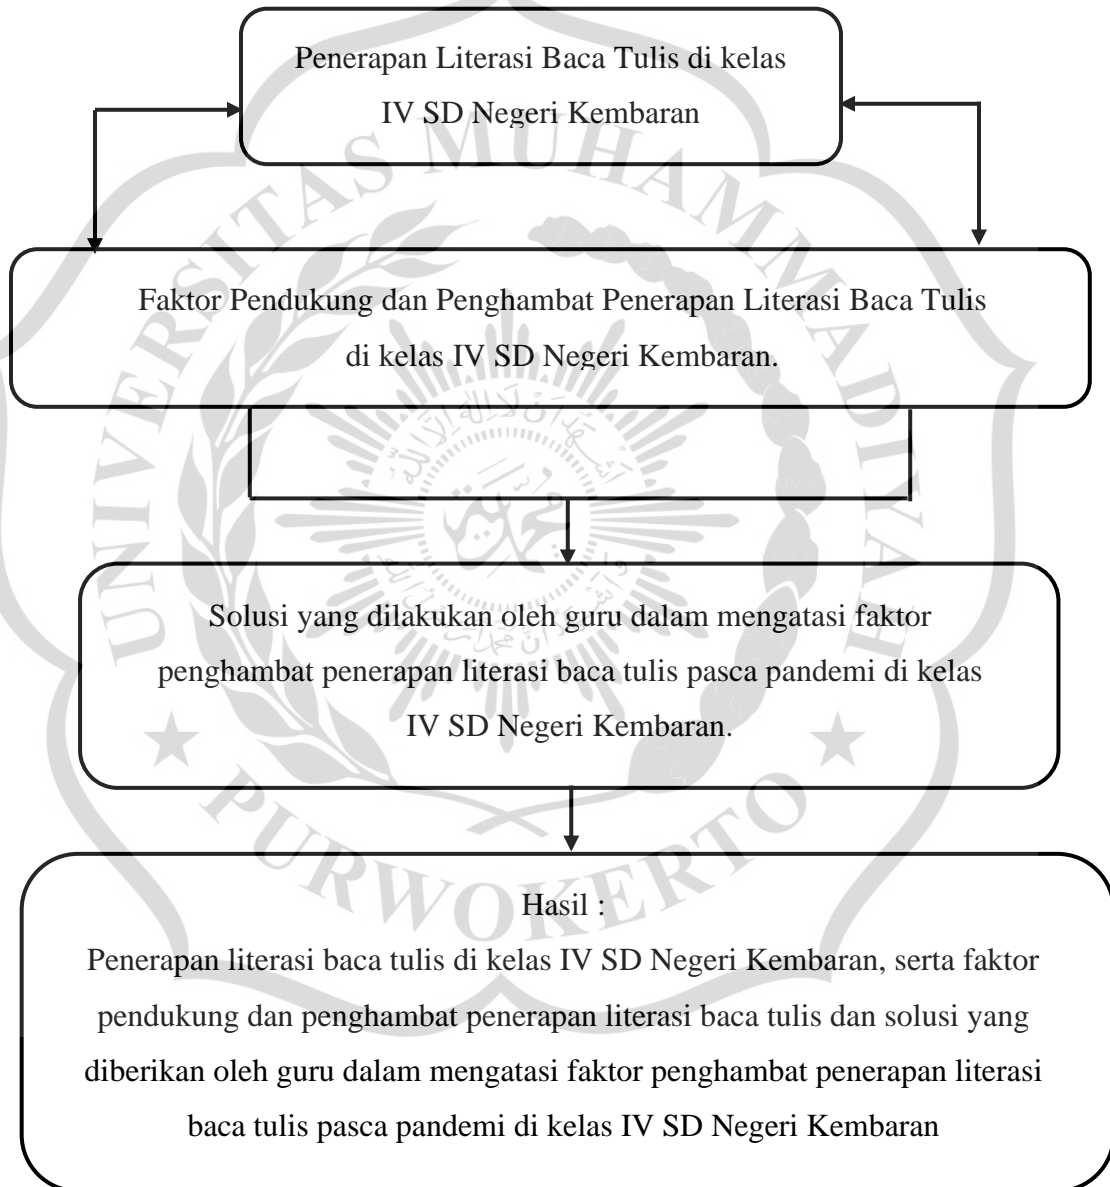 Penerapan Literasi Baca Tulis di kelas
IV SD Negeri Kembaran
Faktor Pendukung dan Penghambat Penerapan Literasi Baca Tulis
di kelas IV SD Negeri Kembaran.
Solusi yang dilakukan oleh guru dalam mengatasi faktor
penghambat penerapan literasi baca tulis pasca pandemi di kelas
IV SD Negeri Kembaran.
Hasil :
Penerapan literasi baca tulis di kelas IV SD Negeri Kembaran, serta faktor
pendukung dan penghambat penerapan literasi baca tulis dan solusi yang
diberikan oleh guru dalam mengatasi faktor penghambat penerapan literasi
baca tulis pasca pandemi di kelas IV SD Negeri Kembaran
UNIVERSITAS MUHAMMADIYAH
PURWOKERTO